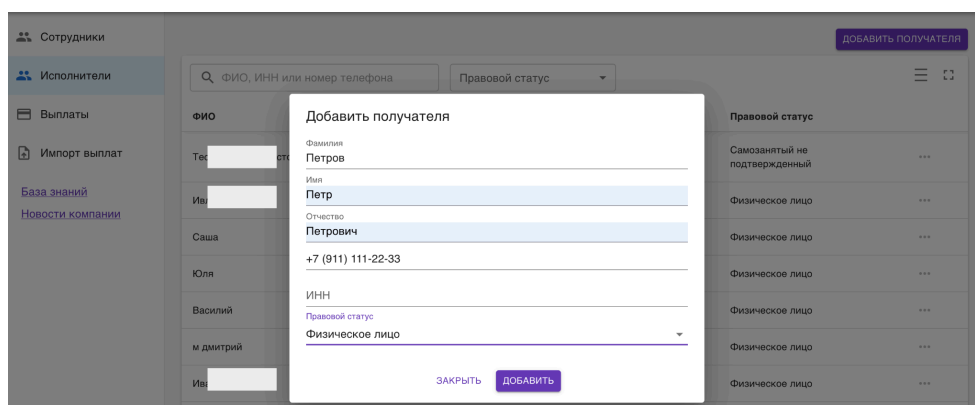 Сотрудники
ДОБАВИТЬ ПОЛУЧАТЕЛЯ
Исполнители
ФИО, ИНН или номер телефона
Правовой статус
Выплаты
ФИО
Добавить получателя
Правовой статус
Импорт выплат
Фамилия
Петров
Самозанятый не
подтвержденный
База знаний
Имя
Петр
Физическое лицо
Новости компании
Отчество
Петрович
Саша
Физическое лицо
+7 (911) 111-22-33
Юля
Физическое лицо
ИНН
Василий
Правовой статус
Физическое лицо
Физическое лицо
м дмитрий
Физическое лицо
ЗАКРЫТЬ
ДОБАВИТЬ
Физическое лицо